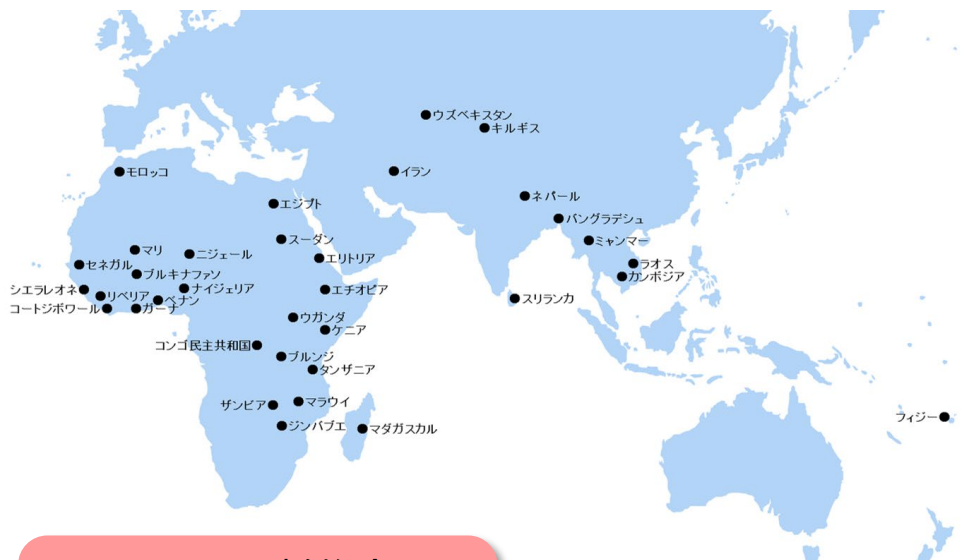 ウズベキスタン
キルギス
モロッコ
イラン
ネパール
エジプト
バングラデシュ
スーダン
ミャンマー
マリ
ニジェール
エリトリア
セネガル
ラオス
ブルキナファソ
カンボジア
シエラレオネ
ナイジェリア
エチオピア
リベリア
ベナン
スリランカ
コートジボワール
ガーナ
ウガンダ
ケニア
コンゴ民主共和国
ブルンジ
タンザニア
ザンビア
マラウイ
フィジー
ジンバブエ
マダガスカル